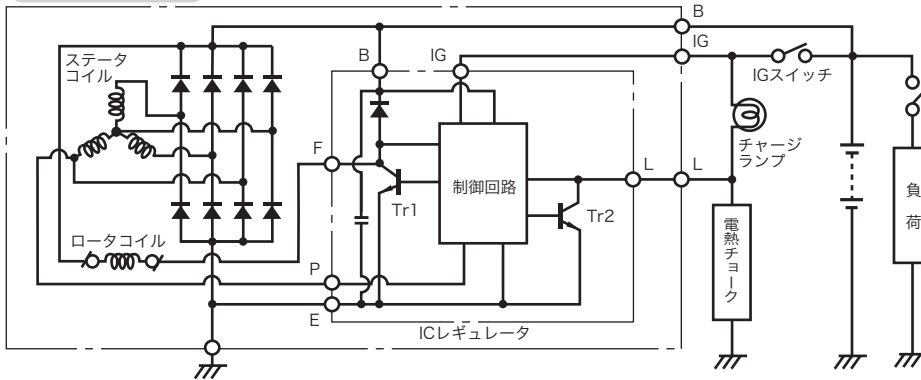 B
IG
ステータ
コイル
B
IG
IGスイッチ
チャージ
ランプ
F
L
L
制御回路
Tr1
Tr2
負
荷
ロータコイル
電熱チョーク
P
E
ICレギュレータ